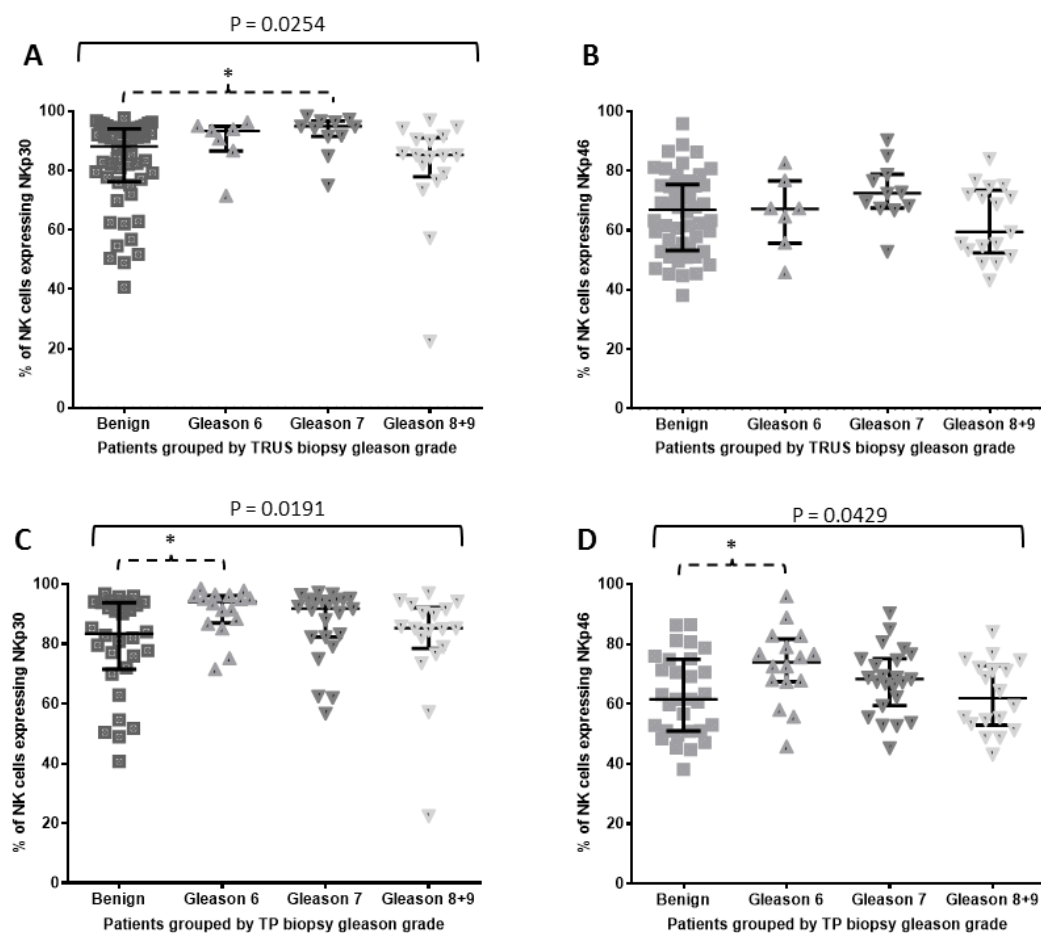 P = 0.0254
A
*
% of NK cells expressing NKp30
100
80
60
40
20
0
Benign Gleason 6 Gleason 7 Gleason 8+9
Patients grouped by TRUS biopsy gleason grade
B
% of NK cells expressing NKp46
100
80
60
40
20
0
Benign Gleason 6 Gleason 7 Gleason 8+9
Patients grouped by TRUS biopsy gleason grade
P = 0.0191
C
*
% of NK cells expressing NKp30
100
80
60
40
20
0
Benign Gleason 6 Gleason 7 Gleason 8+9
Patients grouped by TP biopsy gleason grade
P = 0.0429
D
*
% of NK cells expressing NKp46
100
80
60
40
20
0
Benign Gleason 6 Gleason 7 Gleason 8+9
Patients grouped by TP biopsy gleason grade